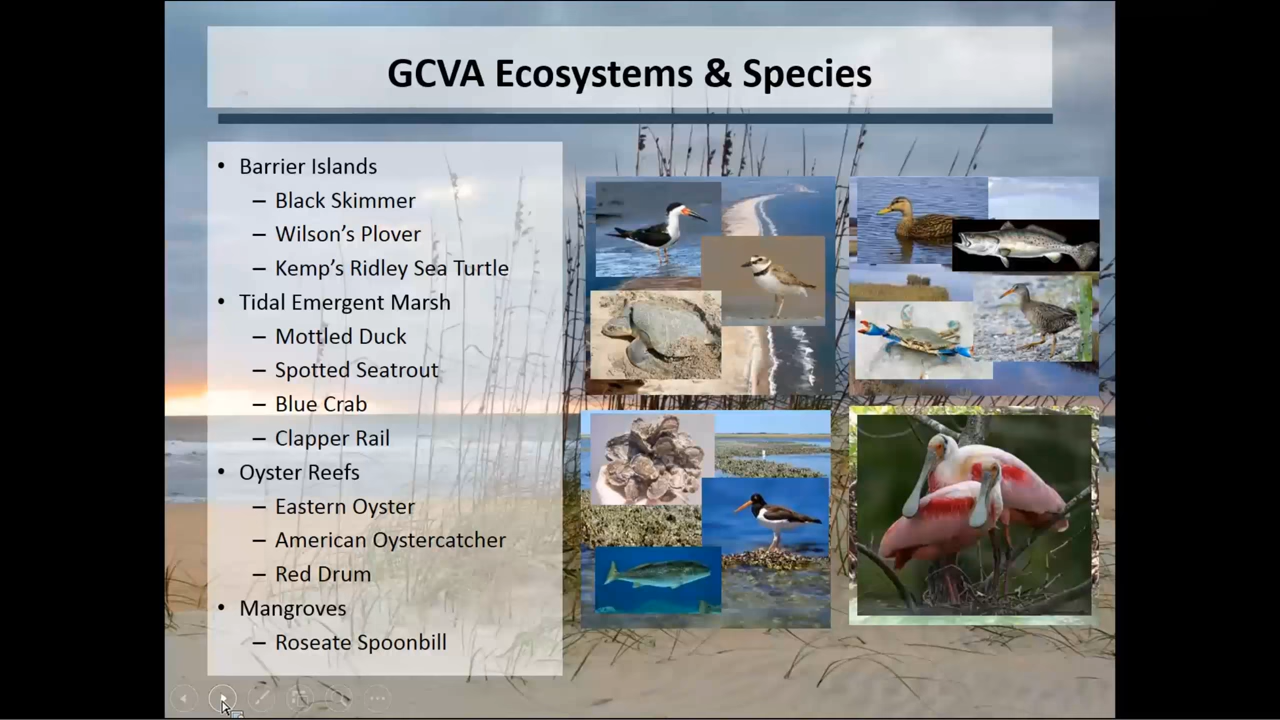 GCVA Ecosystems & Species
• Barrier Islands
– Black Skimmer
– Wilson's Plover
– Kemp's Ridley Sea Turtle
• Tidal Emergent Marsh
– Mottled Duck
– Spotted Seatrout
– Blue Crab
– Clapper Rail
• Oyster Reefs
– Eastern Oyster
– American Oystercatcher
– Red Drum
• Mangroves
– Roseate Spoonbill